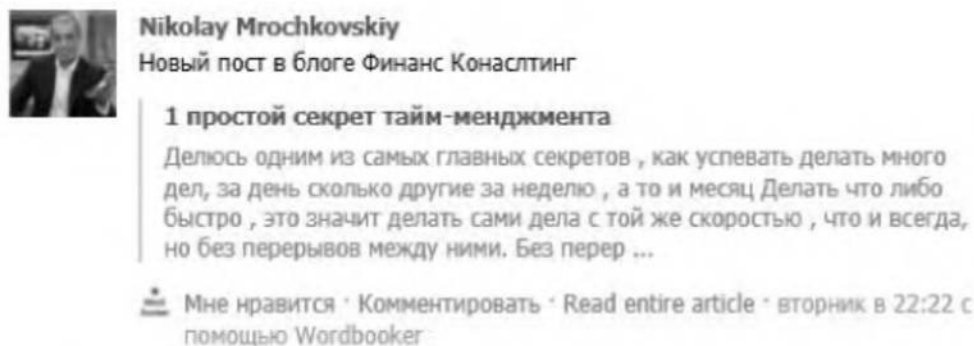 Nikolay Mrochkovskiy
Новый пост в блоге Финанс Конаслтинг
1 простой секрет тайм-менджмента
Делюсь одним из самых главных секретов , как успевать делать много
дел, за день сколько другие за неделю , а то и месяц Делать что либо
быстро , это значит делать сами дела с той же скоростью , что и всегда,
но без перерывов между ними. Без перер ...
Мне нравится · Комментировать · Read entire article · вторник в 22:22 с
помощью Wordbooker